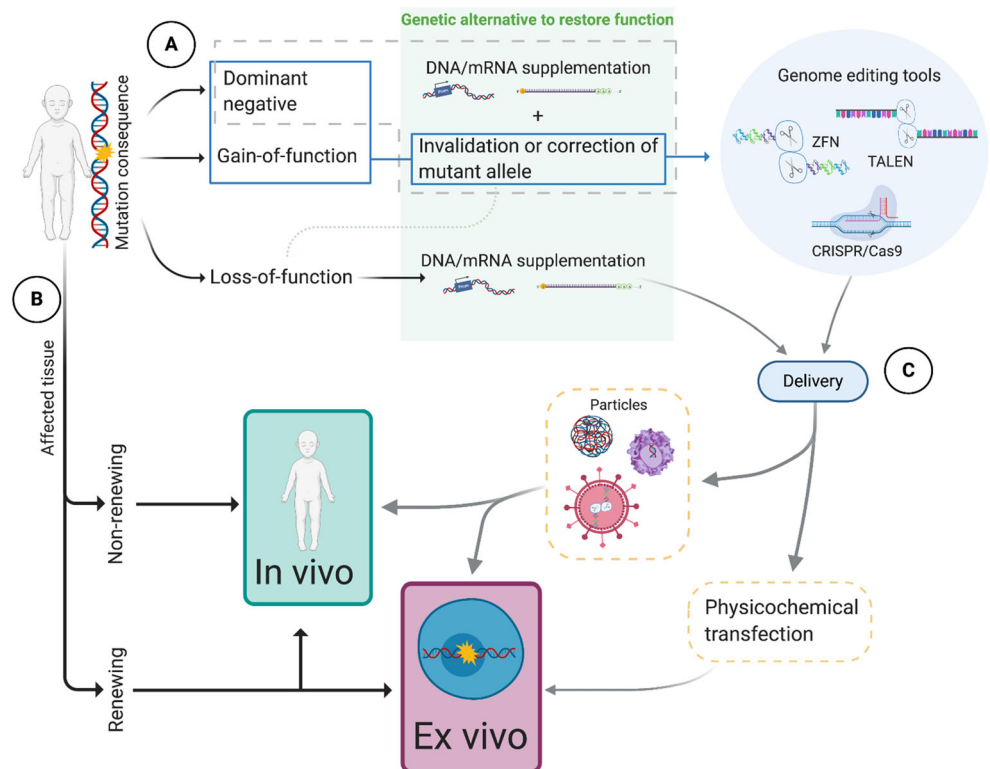 Genetic alternative to restore function
A
Mutation consequence
Dominant
negative
Gain-of-function
Loss-of-function
DNA/mRNA supplementation
+
Invalidation or correction of
mutant allele
DNA/mRNA supplementation
Genome editing tools
ZFN
TALEN
CRISPR/Cas9
B
Affected tissue
Non-renewing
Renewing
In vivo
Ex vivo
Particles
Delivery
C
Physicochemical
transfection